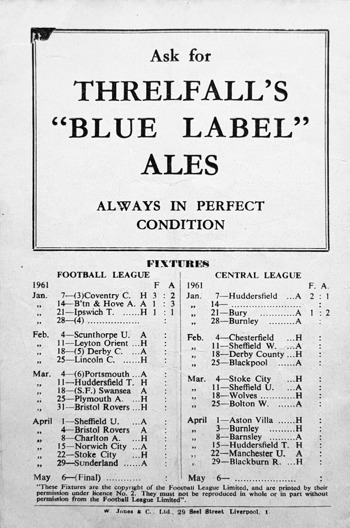 Ask for
THRELFALL'S
"BLUE LABEL"
ALES
ALWAYS IN PERFECT
CONDITION
FIXTURES
FOOTBALL LEAGUE
1961 F A
Jan. 7—(3)Coventry C. H 3 : 2
„ 14—B'tn & Hove A. A 1 : 3
„ 21—Ipswich T. ......H 1 : 1
„ 28—(4) ..................... :
Feb. 4—Scunthorpe U. A :
„ 11—Leyton Orient ...H :
„ 18—(5) Derby C. ...A :
„ 25—Lincoln C. ......H :
Mar. 4—(6)Portsmouth ...A :
„ 11—Huddersfield T. H :
„ 18—(S.F.) Swansea A :
„ 25—Plymouth A. ...H :
„ 31—Bristol Rovers ...H :
April 1—Sheffield U. ...A :
„ 4—Bristol Rovers A :
„ 8—Charlton A. ...H :
„ 15—Norwich City ...A :
„ 22—Stoke City ......H :
„ 29—Sunderland ......A :
May 6—(Final) ............... :
CENTRAL LEAGUE
1961 F. A.
Jan. 7—Huddersfield ...A 2 : 1
„ 14— ........................ :
„ 21—Bury ...............A 1 : 2
„ 28—Burnley ............A :
Feb. 4—Chesterfield ......H :
„ 11—Sheffield W. ...A :
„ 18—Derby County ...H :
„ 25—Blackpool .........A :
Mar. 4—Stoke City .........H :
„ 11—Sheffield U. ......A :
„ 18—Wolves ............H :
„ 25—Bolton W. .........A :
April 1—Aston Villa ......H :
„ 3—Burnley ............H :
„ 8—Barnsley ............A :
„ 15—Huddersfield T. H :
„ 22—Manchester U. A :
„ 29—Blackburn R. ...H :
May 6— ........................ :
"These Fixtures are the copyright of the Football League Limited, and are printed by their
permission under licence No. 2. They must not be reproduced in whole or in part without
permission from the Football League Limited".
W. Jones & C., Ltd., 29 Seel Street Liverpool, 1